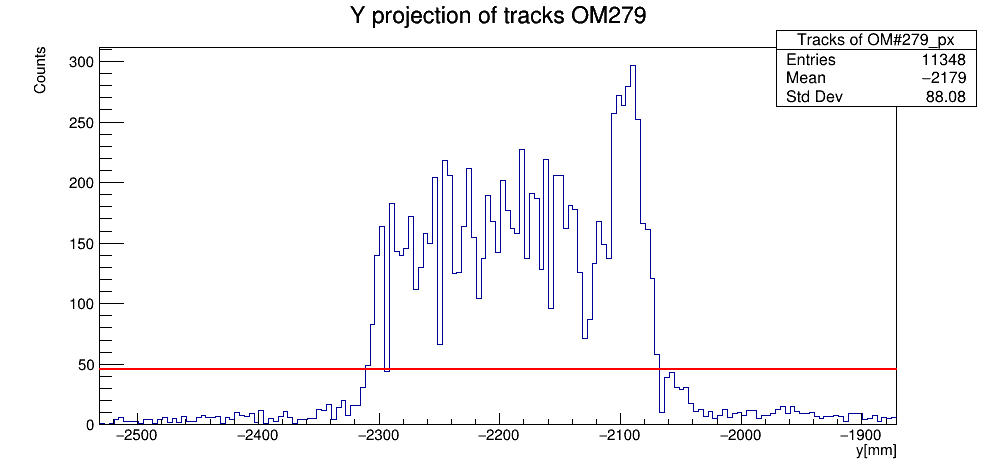 Y projection of tracks OM279
Tracks of OM#279_px
Entries 11348
Mean −2179
Std Dev 88.08
Counts
300
250
200
150
100
50
0
−2500 −2400 −2300 −2200 −2100 −2000 −1900
y[mm]